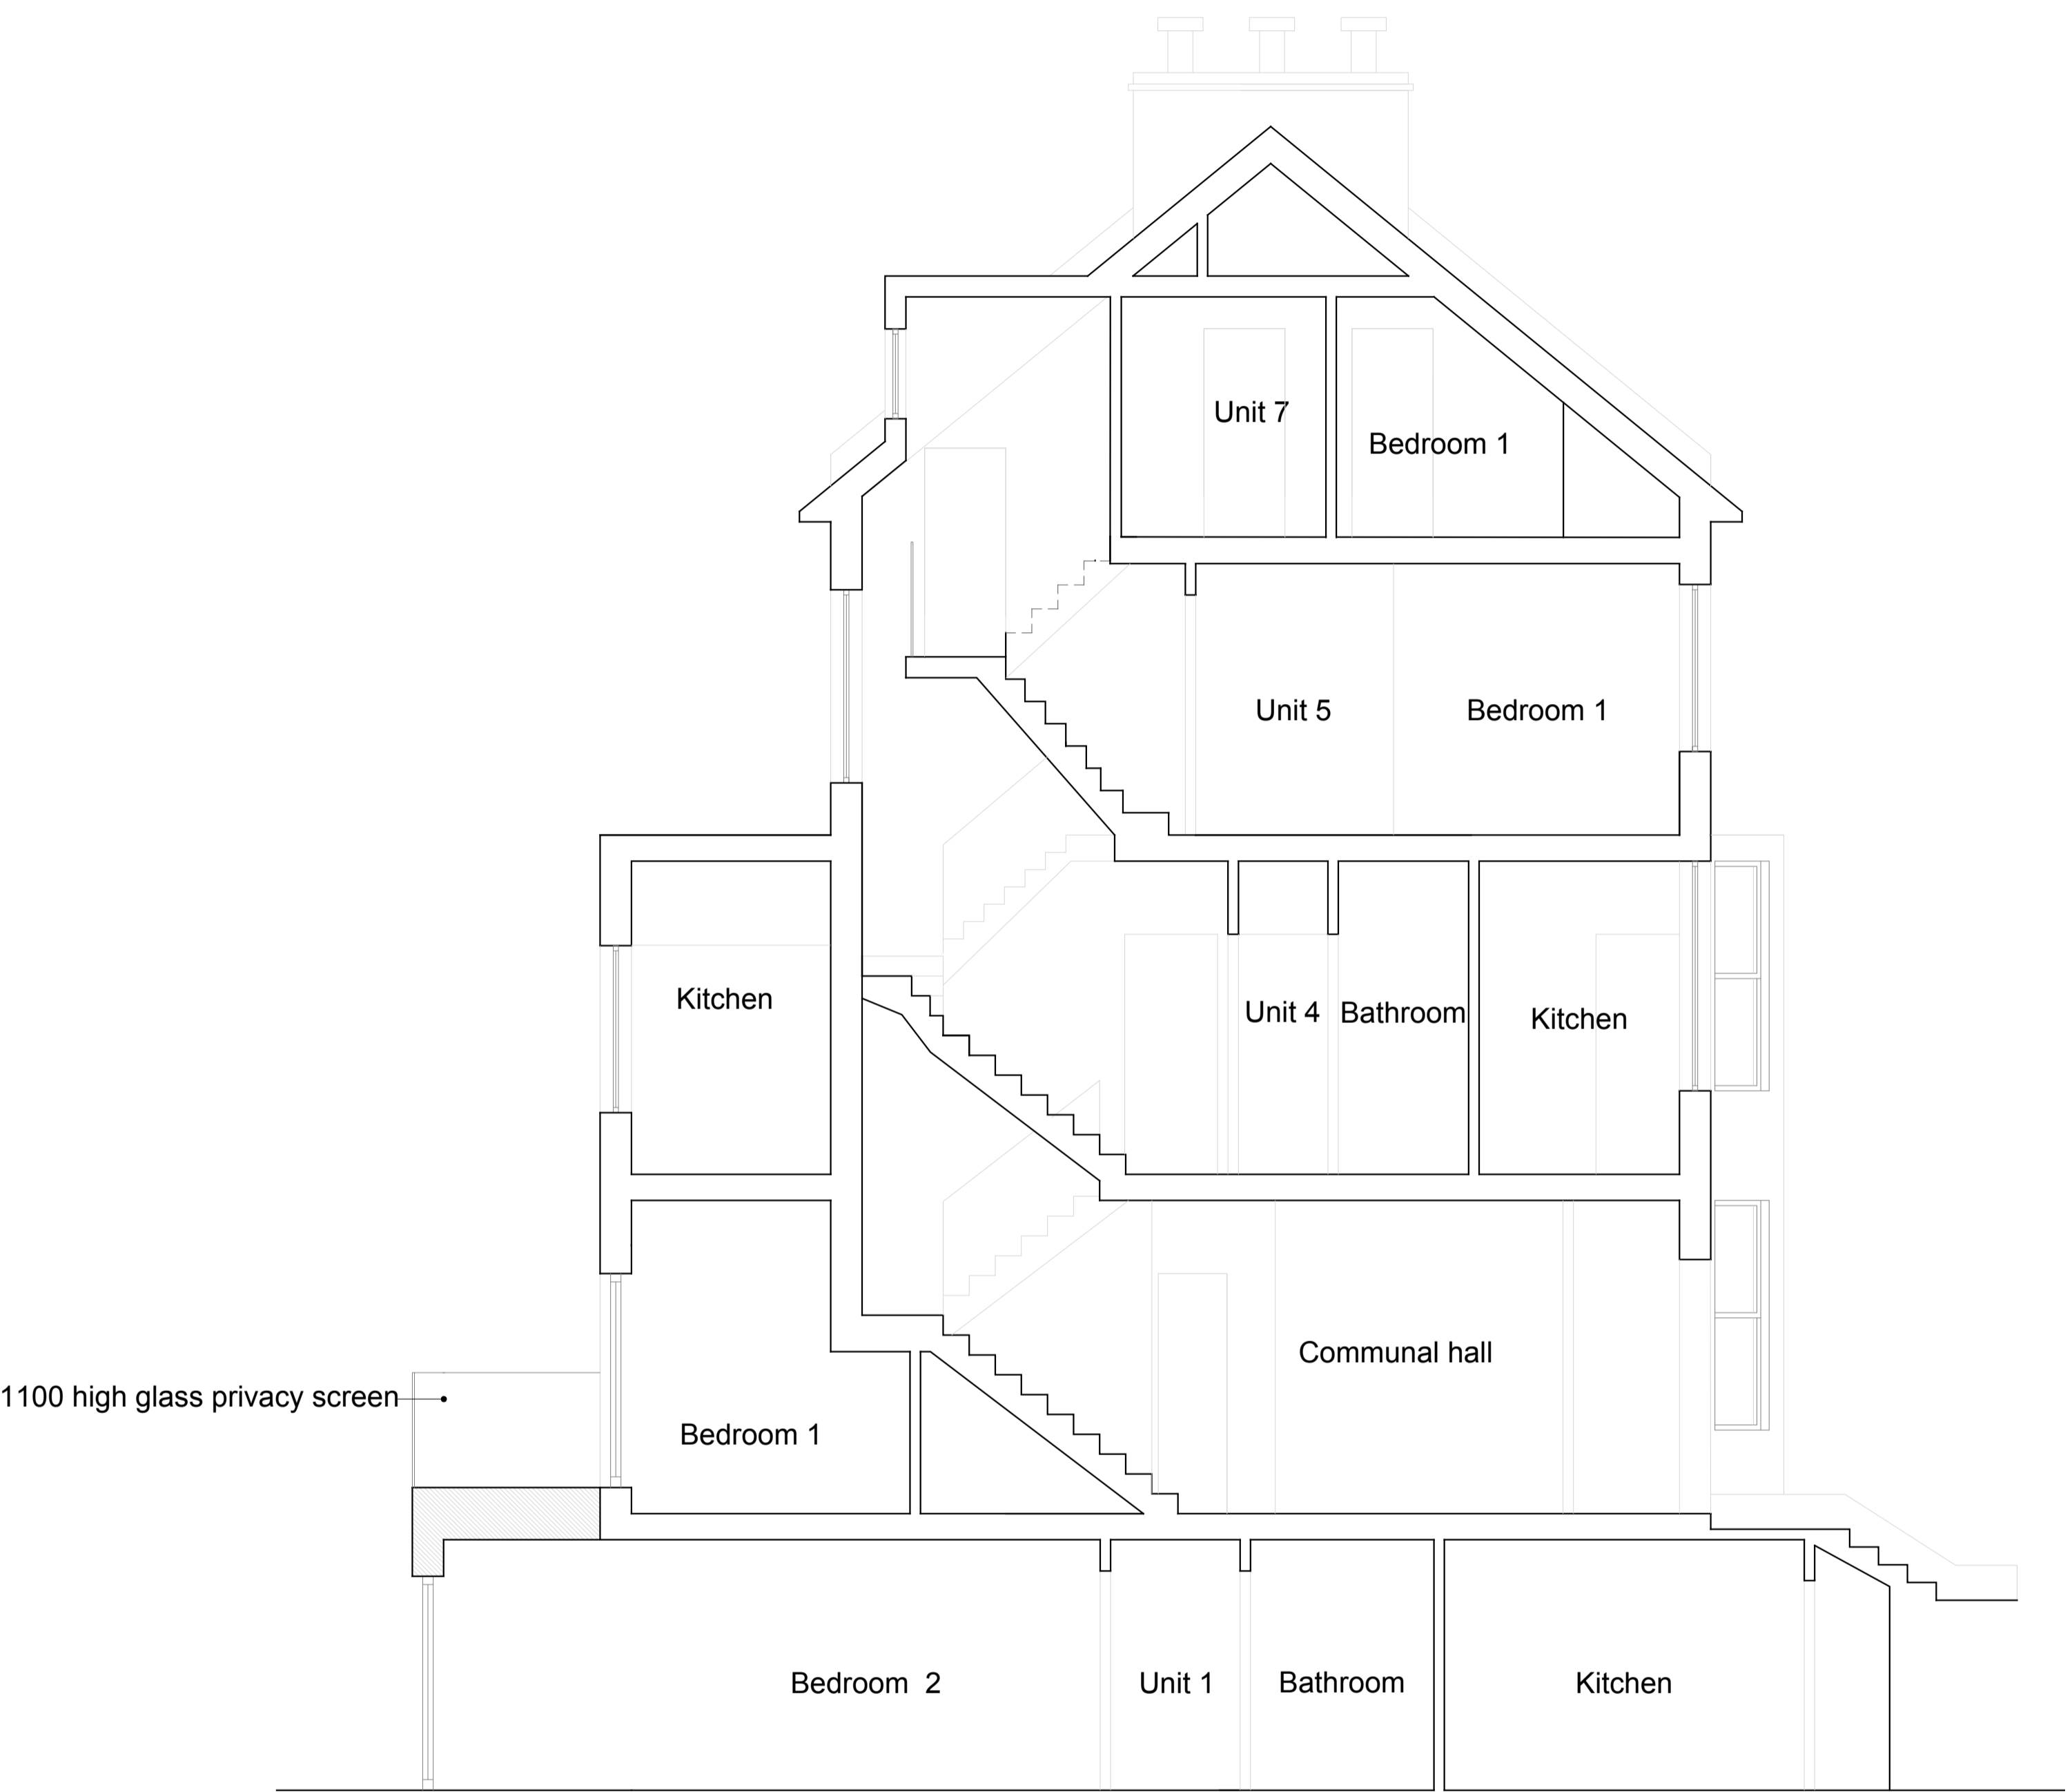 Unit 7
Bedroom 1
Unit 5
Bedroom 1
Kitchen
Unit 4
Bathroom
Kitchen
Communal hall
1100 high glass privacy screen
Bedroom 1
Bedroom 2
Unit 1
Bathroom
Kitchen